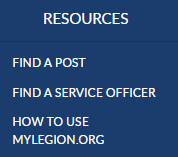 RESOURCES
FIND A POST
FIND A SERVICE OFFICER
HOW TO USE
MYLEGION.ORG